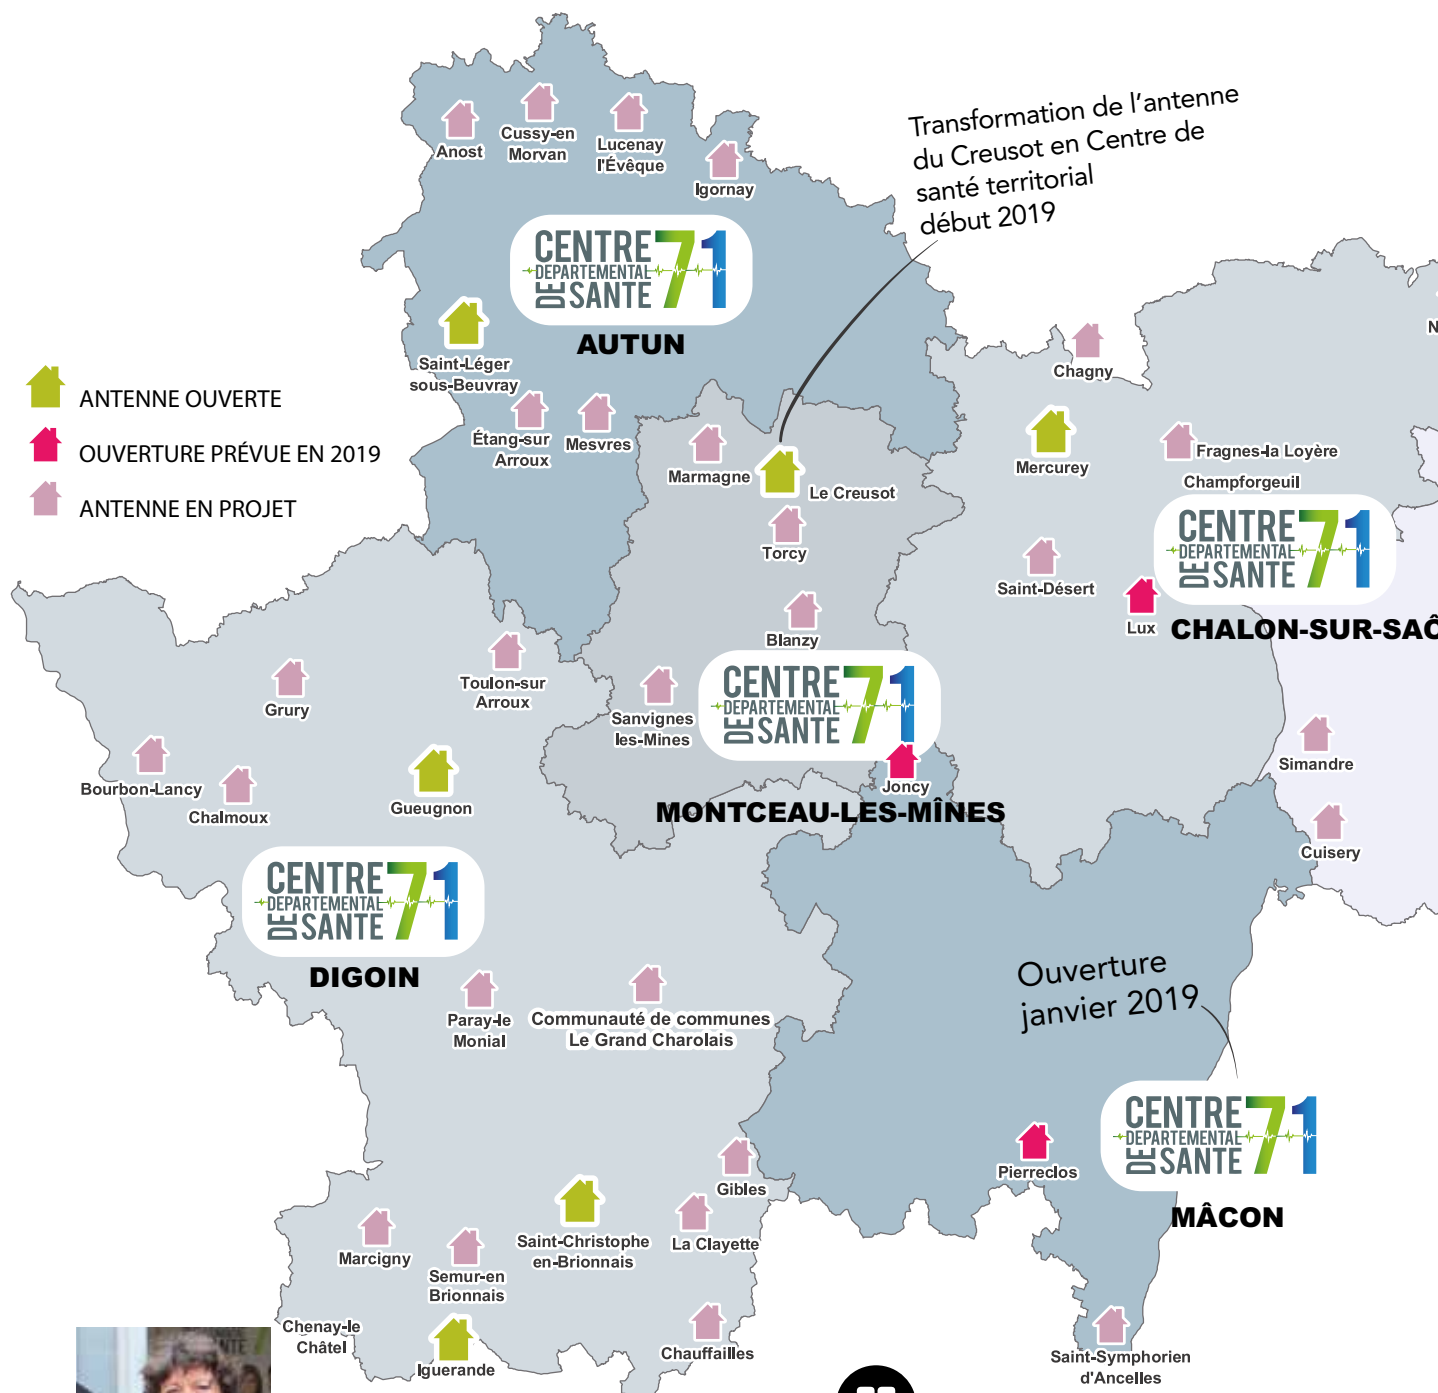 Anost
Cussy-en
Morvan
Lucenay
l'Évêque
Igornay
Transformation de l'antenne
du Creusot en Centre de
santé territorial
début 2019
CENTRE 71
DEPARTEMENTAL
DE SANTE
AUTUN
Saint-Léger
sous-Beuvray
Étang-sur
Arroux
Mesvres
ANTENNE OUVERTE
OUVERTURE PRÉVUE EN 2019
ANTENNE EN PROJET
Chagny
N
Mercurey
Fragnes-la Loyère
Champforgeuil
CENTRE 71
DEPARTEMENTAL
DE SANTE
CHALON-SUR-SAÔ
Saint-Désert
Lux
Marmagne
Le Creusot
Torcy
Blanzy
Sanvignes
les-Mines
CENTRE 71
DEPARTEMENTAL
DE SANTE
Joncy
MONTCEAU-LES-MÎNES
Simandre
Cuisery
Toulon-sur
Arroux
Grury
Bourbon-Lancy
Chalmoux
Gueugnon
CENTRE 71
DEPARTEMENTAL
DE SANTE
DIGOIN
Paray-le
Monial
Communauté de communes
Le Grand Charolais
Ouverture
janvier 2019
CENTRE 71
DEPARTEMENTAL
DE SANTE
MÂCON
Pierreclos
Gibles
La Clayette
Saint-Christophe
en-Brionnais
Marcigny
Semur-en
Brionnais
Chenay-le
Châtel
Iguerande
Chauffailles
Saint-Symphorien
d'Ancelles